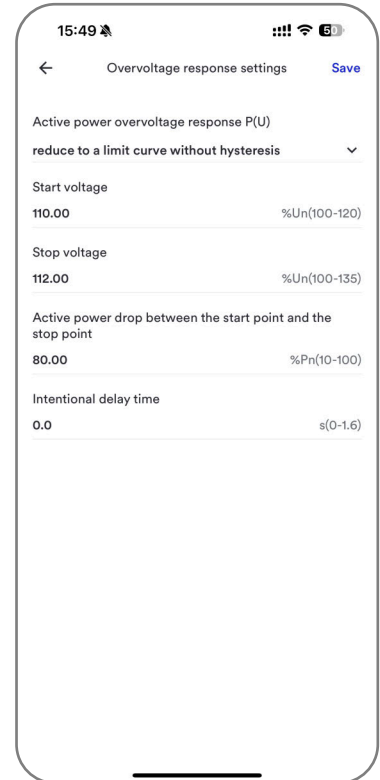 15:49
50
Overvoltage response settings Save
Active power overvoltage response P(U)
reduce to a limit curve without hysteresis
Start voltage
110.00 %Un(100-120)
Stop voltage
112.00 %Un(100-135)
Active power drop between the start point and the
stop point
80.00 %Pn(10-100)
Intentional delay time
0.0 s(0-1.6)